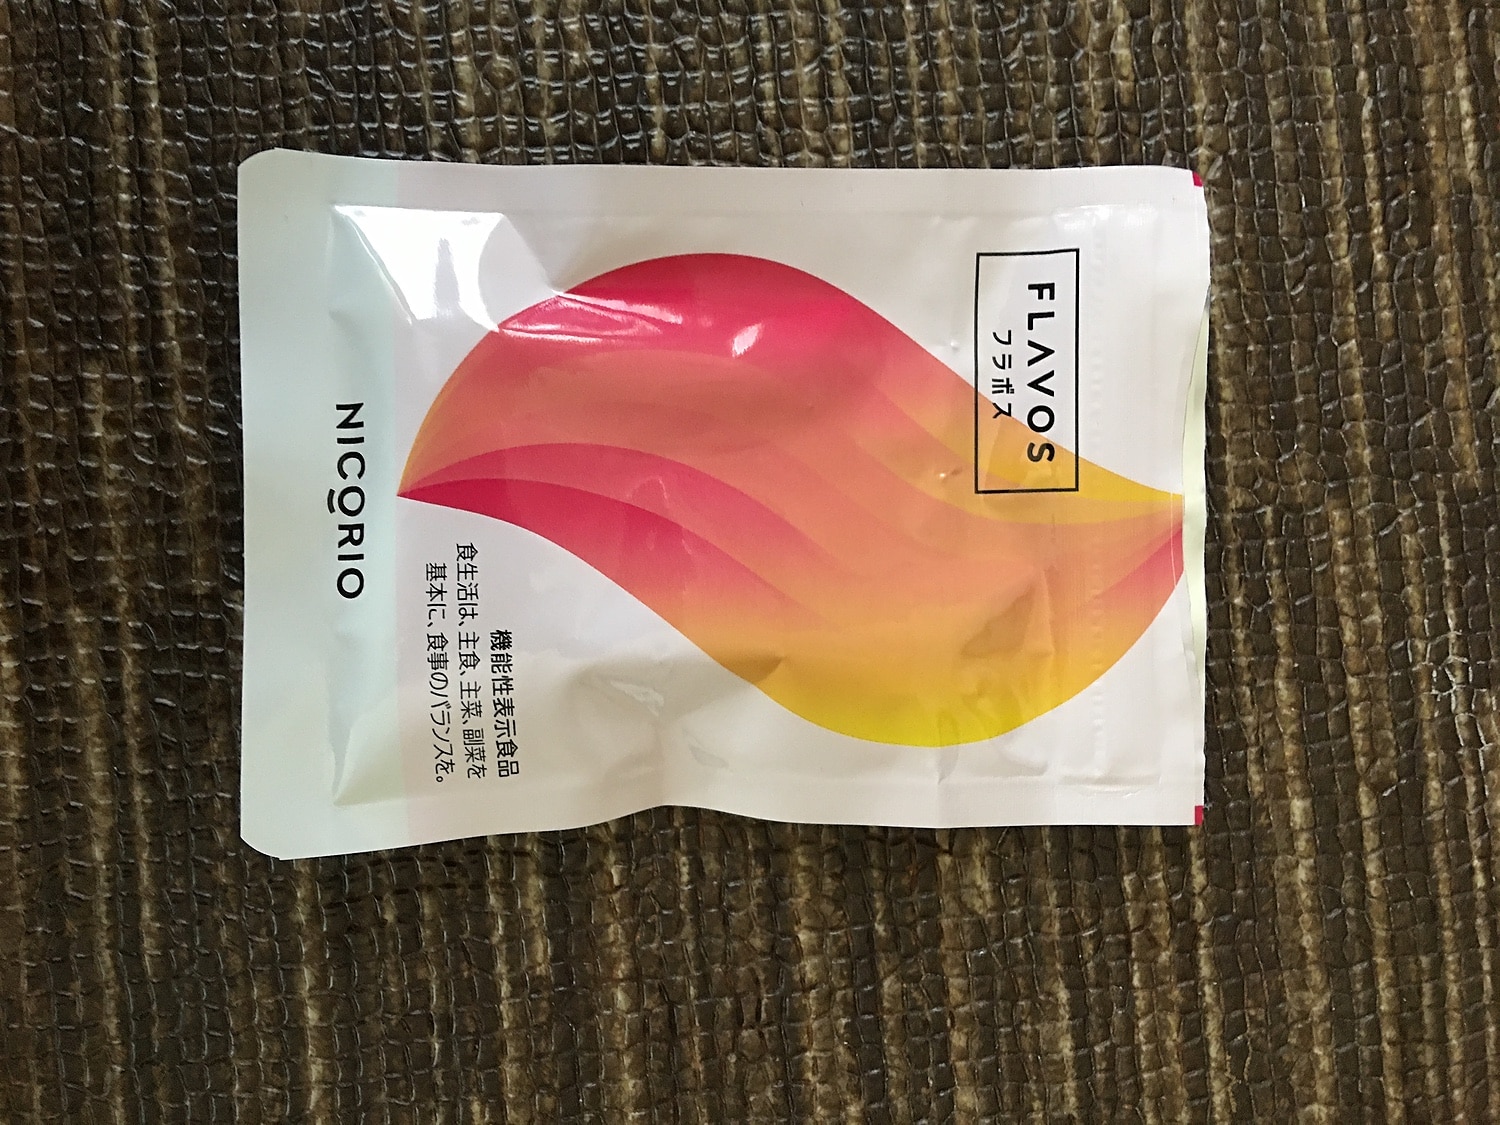 FLAVOS
フラボス
機能性表示食品
食生活は、主食、主菜、副菜を
基本に、食事のバランスを。
NICORIO